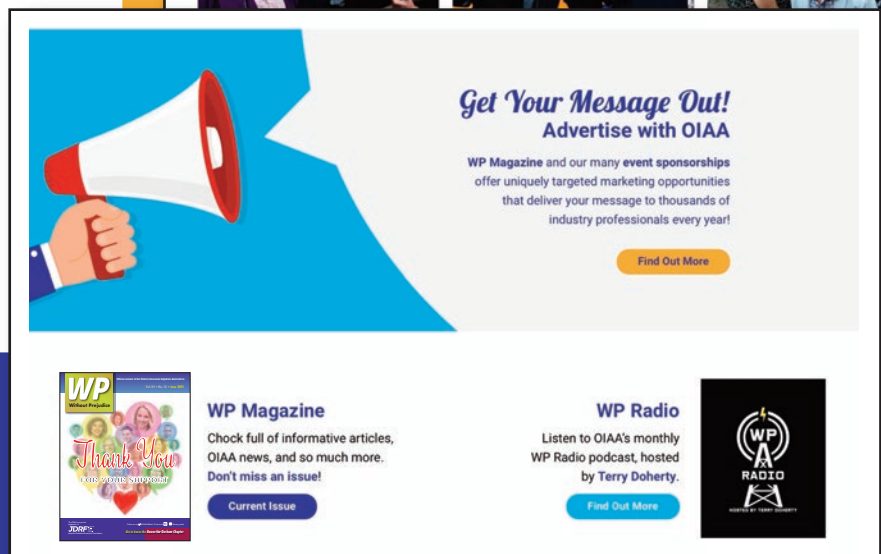 Get Your Message Out!
Advertise with OIAA
WP Magazine and our many event sponsorships
offer uniquely targeted marketing opportunities
that deliver your message to thousands of
industry professionals every year!
Find Out More
WP
Without Prejudice
Thank You
FOR YOUR SUPPORT
JDRF
WP Magazine
Chock full of informative articles,
OIAA news, and so much more.
Don't miss an issue!
Current Issue
WP Radio
Listen to OIAA's monthly
WP Radio podcast, hosted
by Terry Doherty.
Find Out More
WP
RADIO
HOSTED BY TERRY DOHERTY